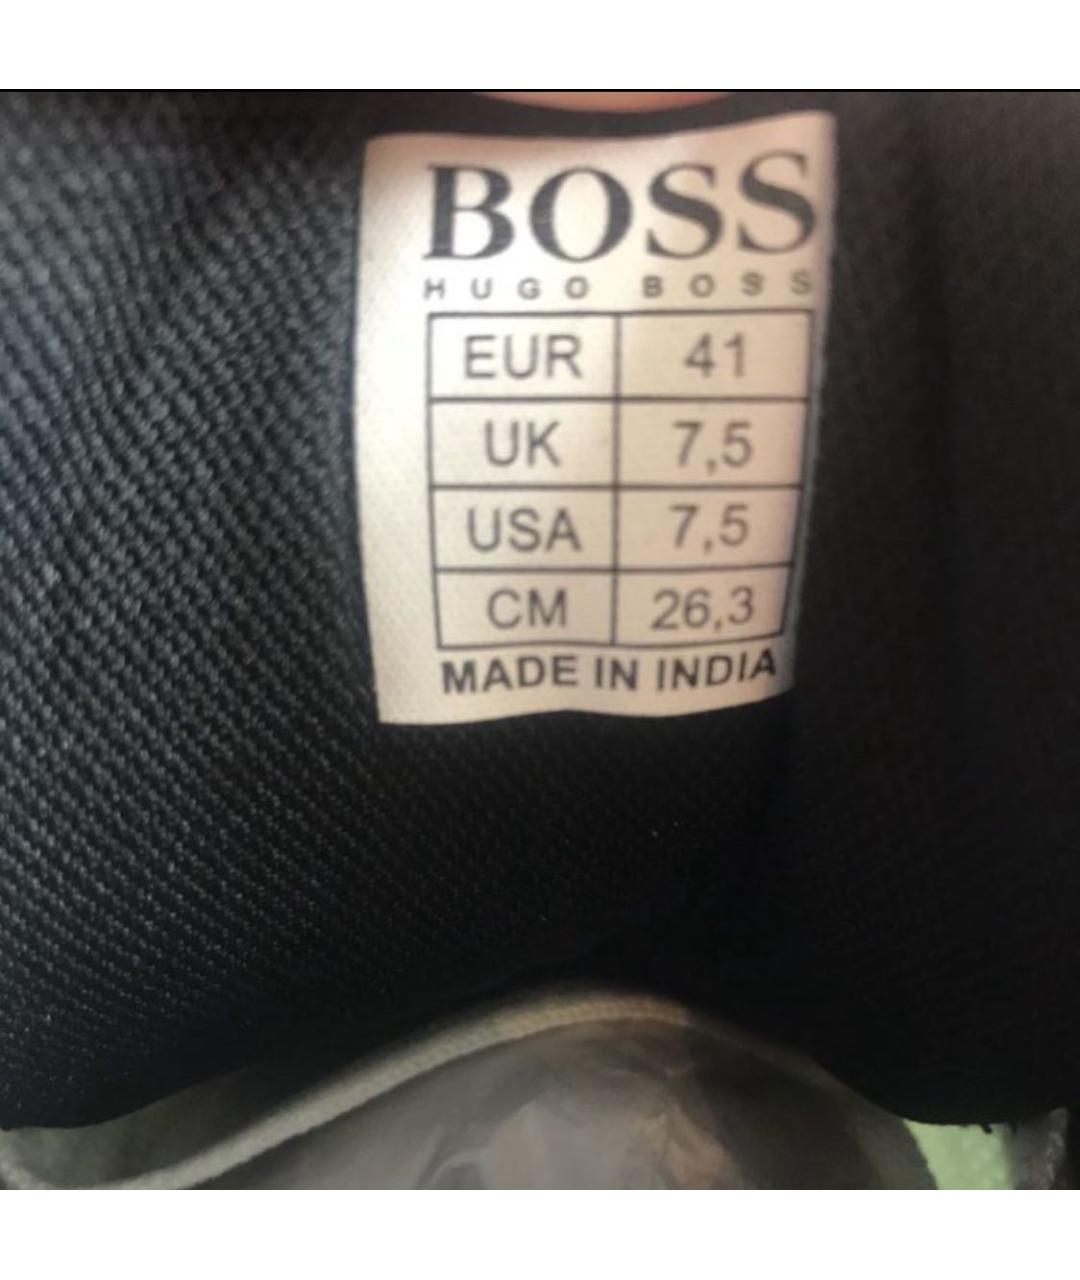 BOSS
HUGO BOSS
EUR 41
UK 7,5
USA 7,5
CM 26,3
MADE IN INDIA